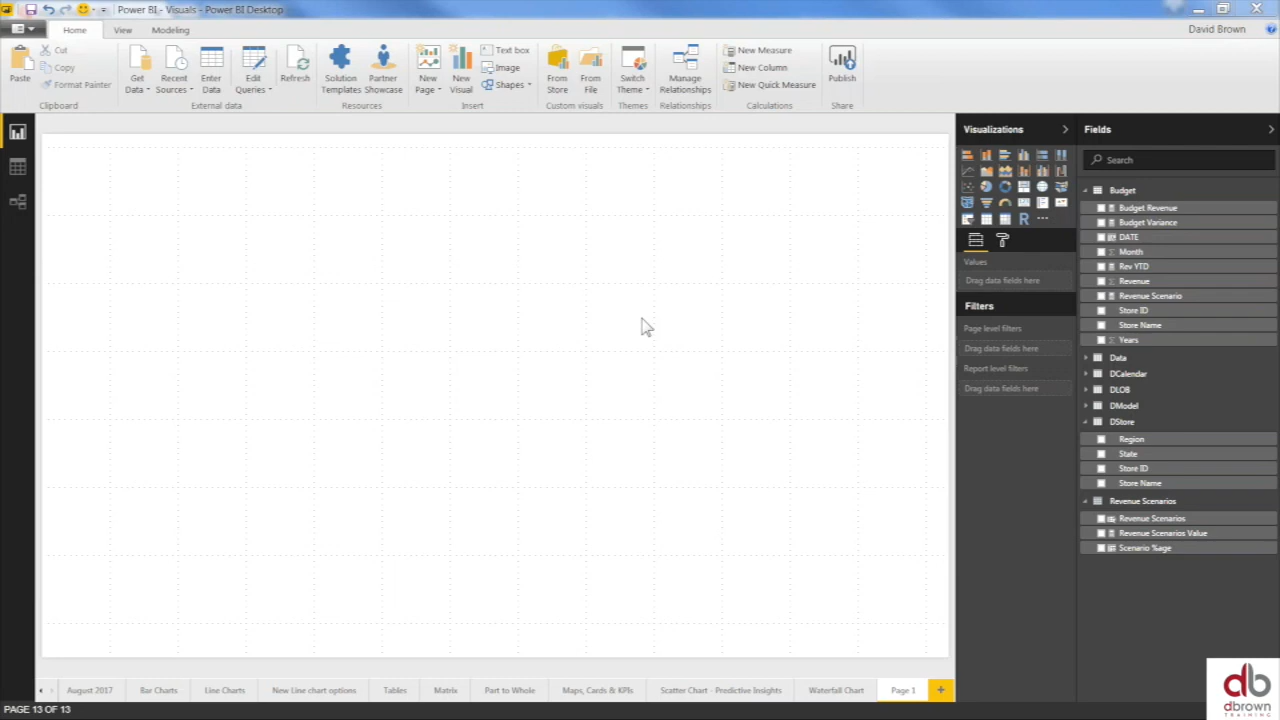 Power BI - Visuals - Power BI Desktop
Home View Modeling
David Brown
Paste
Cut
Copy
Format Painter
Clipboard
Get Data
Recent Sources
Enter Data
Edit Queries
Refresh
External data
Solution Templates
Partner Showcase
Resources
New Page
New Visual
Text box
Image
Shapes
Insert
From Store
From File
Custom visuals
Switch Theme
Themes
Manage Relationships
Relationships
New Measure
New Column
New Quick Measure
Calculations
Publish
Share
Visualizations
R
Values
Drag data fields here
Filters
Page level filters
Drag data fields here
Report level filters
Drag data fields here
Fields
Search
Budget
Budget Revenue
Budget Variance
DATE
Month
Rev YTD
Revenue
Revenue Scenario
Store ID
Store Name
Years
Data
DCalendar
DLOB
DModel
DStore
Region
State
Store ID
Store Name
Revenue Scenarios
Revenue Scenarios
Revenue Scenarios Value
Scenario %age
August 2017 Bar Charts Line Charts New Line chart options Tables Matrix Part to Whole Maps, Cards & KPIs Scatter Chart - Predictive Insights Waterfall Chart Page 1 +
PAGE 13 OF 13
db
dbrown
TRAINING